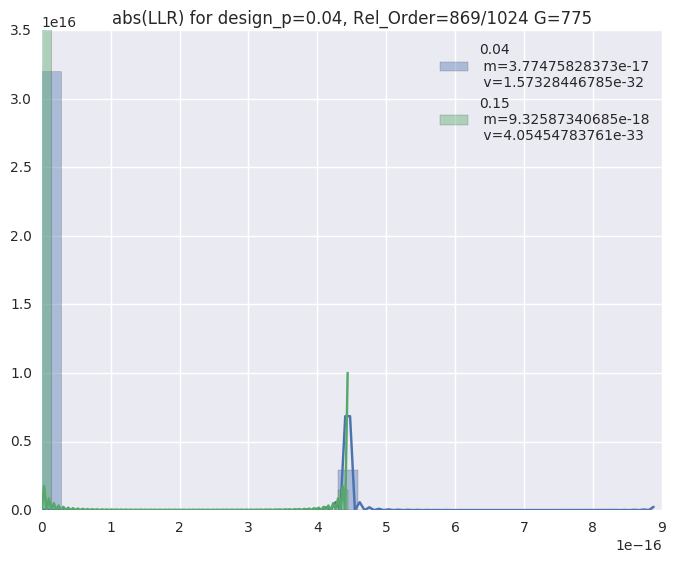 abs(LLR) for design_p=0.04, Rel_Order=869/1024 G=775
1e16
0.04
m=3.77475828373e-17
v=1.57328446785e-32
0.15
m=9.32587340685e-18
v=4.05454783761e-33
3.5
3.0
2.5
2.0
1.5
1.0
0.5
0.0
0 1 2 3 4 5 6 7 8 9
1e−16